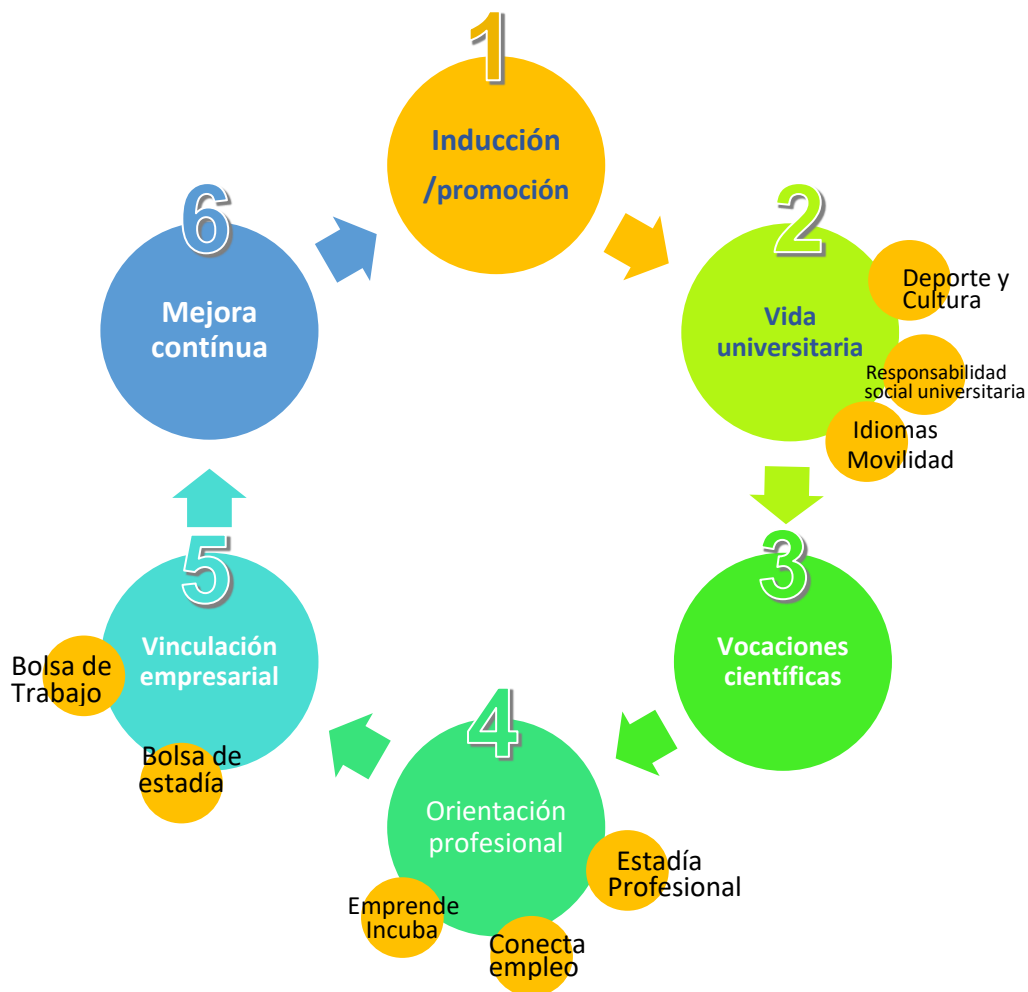 1
Inducción
/promoción
2
Vida
universitaria
Deporte y
Cultura
Responsabilidad
social universitaria
Idiomas
Movilidad
3
Vocaciones
científicas
4
Orientación
profesional
Estadía
Profesional
Conecta
empleo
Emprende
Incuba
5
Vinculación
empresarial
Bolsa de
Trabajo
Bolsa de
estadía
6
Mejora
contínua